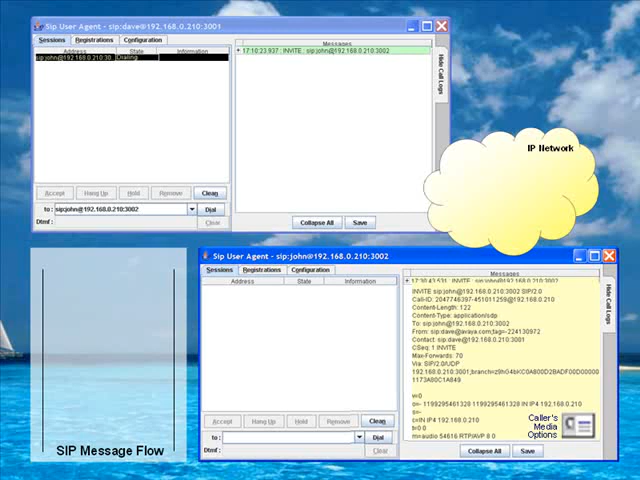 Sip User Agent - sip:dave@192.168.0.210:3001
Sessions Registrations Configuration
Address State Information
sip:john@192.168.0.210:30 Dialling
Messages
17:10:23.937 : INVITE : sip:john@192.168.0.210:3002
Hide Call Logs
IP Network
Accept Hang Up Hold Remove Clean
to : sip:john@192.168.0.210:3002 Dial
Dtmf : Clear
Collapse All Save
Sip User Agent - sip:john@192.168.0.210:3002
Sessions Registrations Configuration
Address State Information
Messages
17:30:43.531 : INVITE : sip:john@192.168.0.210:3002
Hide Call Logs
INVITE sip:john@192.168.0.210:3002 SIP/2.0
Call-ID: 2047746397-451011259@192.168.0.210
Content-Length: 122
Content-Type: application/sdp
To: sip:john@192.168.0.210:3002
From: sip:dave@avaya.com;tag=-224130972
Contact: sip:dave@192.168.0.210:3001
CSeq: 1 INVITE
Max-Forwards: 70
Via: SIP/2.0/UDP
192.168.0.210:3001;branch=z9hG4bKC0A800D2BADF00D00000
1173A80C1A849
v=0
o=- 1199295461328 1199295461328 IN IP4 192.168.0.210
s=-
c=IN IP4 192.168.0.210
t=0 0
m=audio 54616 RTP/AVP 8 0
Caller's
Media
Options
Accept Hang Up Hold Remove Clean
to : Dial
Dtmf : Clear
Collapse All Save
SIP Message Flow